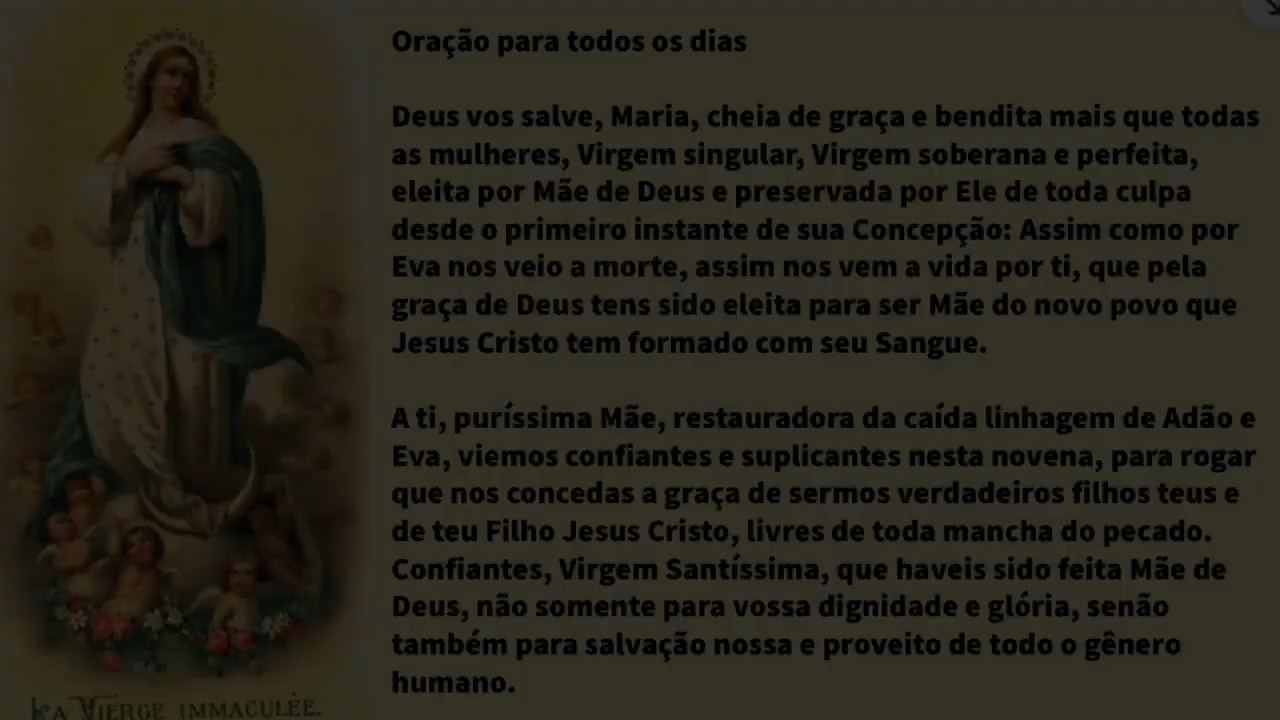 Oração para todos os dias
Deus vos salve, Maria, cheia de graça e bendita mais que todas
as mulheres, Virgem singular, Virgem soberana e perfeita,
eleita por Mãe de Deus e preservada por Ele de toda culpa
desde o primeiro instante de sua Concepção: Assim como por
Eva nos veio a morte, assim nos vem a vida por ti, que pela
graça de Deus tens sido eleita para ser Mãe do novo povo que
Jesus Cristo tem formado com seu Sangue.
A ti, puríssima Mãe, restauradora da caída linhagem de Adão e
Eva, viemos confiantes e suplicantes nesta novena, para rogar
que nos concedas a graça de sermos verdadeiros filhos teus e
de teu Filho Jesus Cristo, livres de toda mancha do pecado.
Confiantes, Virgem Santíssima, que haveis sido feita Mãe de
Deus, não somente para vossa dignidade e glória, senão
também para salvação nossa e proveito de todo o gênero
humano.
LA VIERGE IMMACULÉE.